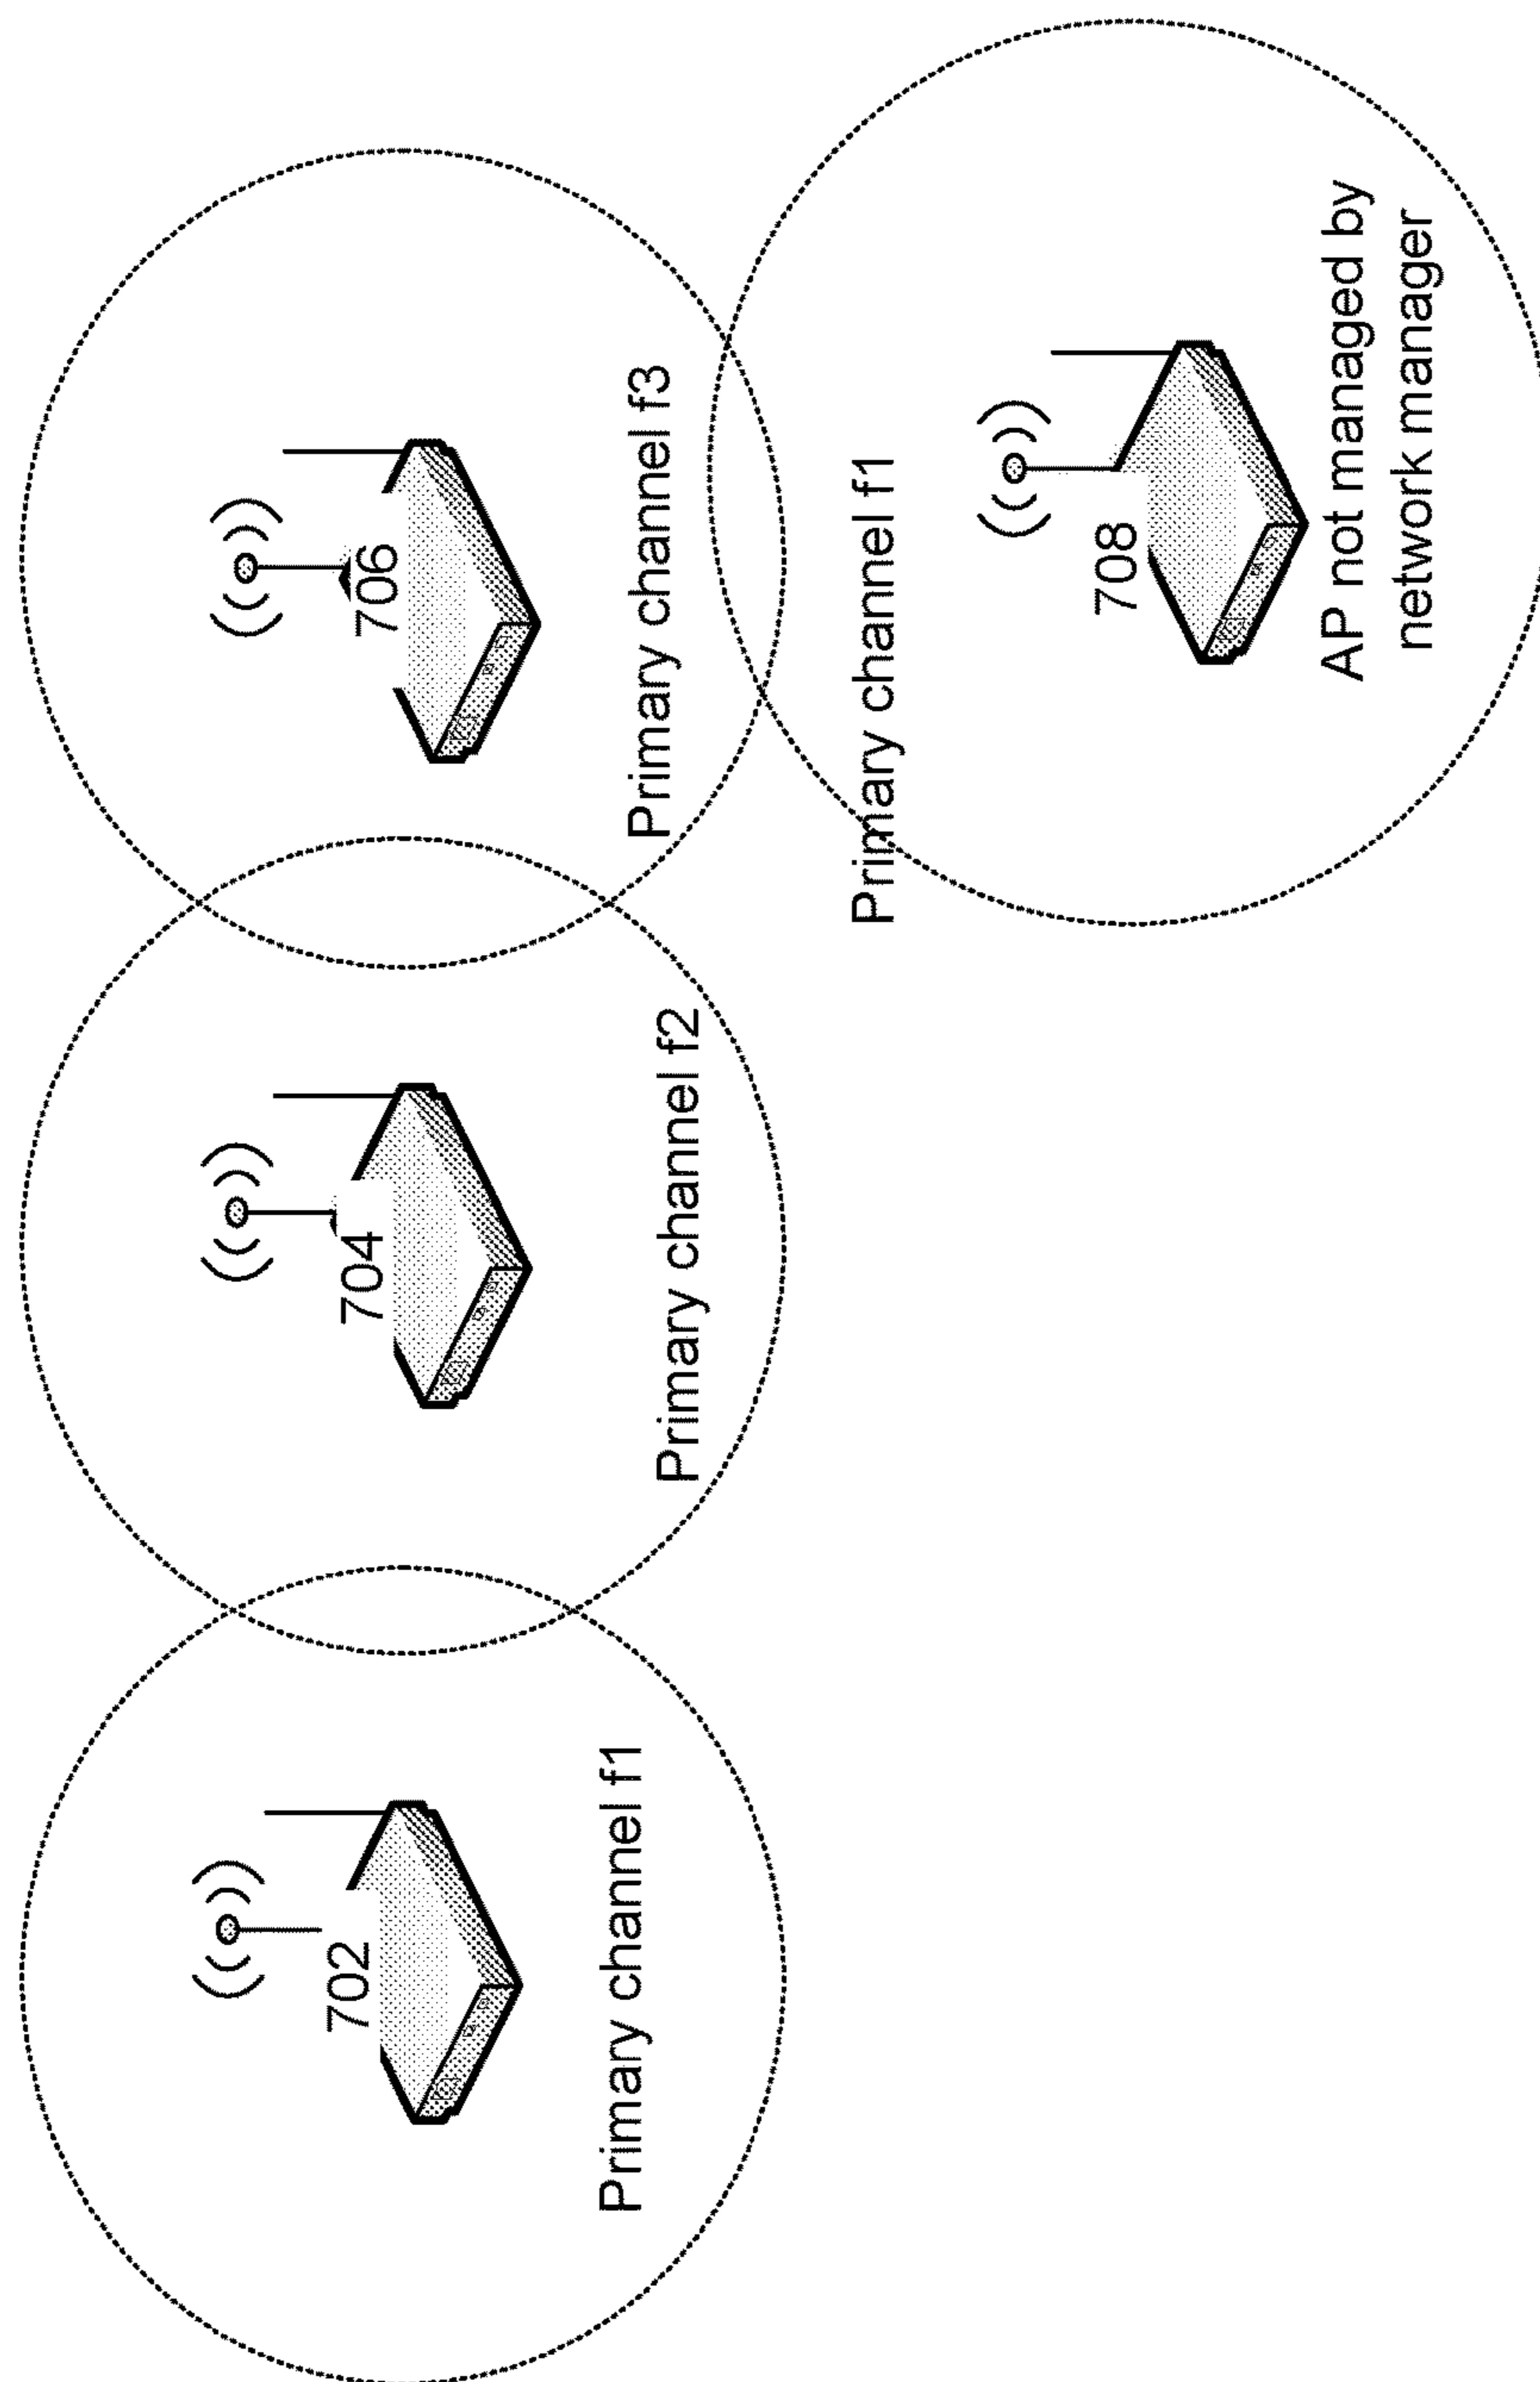 702
Primary channel f1
704
Primary channel f2
706
Primary channel f3
Primary channel f1
708
AP not managed by
network manager